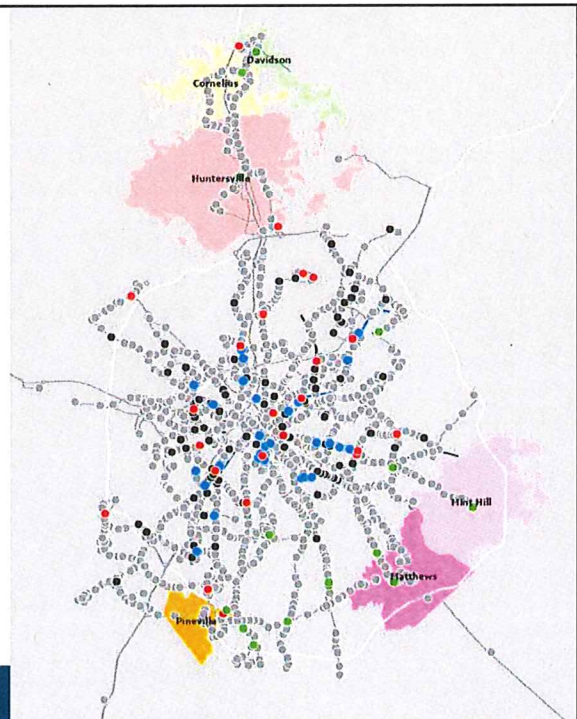 Davidson
Cornelius
Huntersville
Mint Hill
Matthews
Pineville